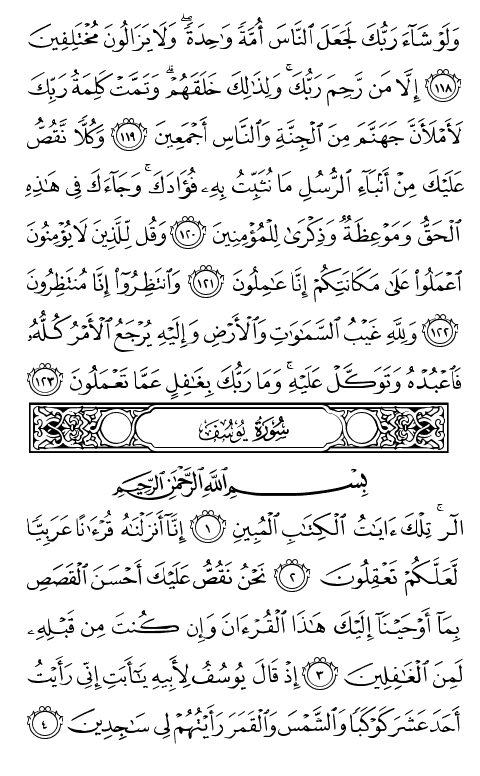 وَلَوۡ شَآءَ رَبُّكَ لَجَعَلَ ٱلنَّاسَ أُمَّةٗ وَٰحِدَةٗۖ وَلَا يَزَالُونَ مُخۡتَلِفِينَ
١١٨ إِلَّا مَن رَّحِمَ رَبُّكَۚ وَلِذَٰلِكَ خَلَقَهُمۡۗ وَتَمَّتۡ كَلِمَةُ رَبِّكَ
لَأَمۡلَأَنَّ جَهَنَّمَ مِنَ ٱلۡجِنَّةِ وَٱلنَّاسِ أَجۡمَعِينَ ١١٩ وَكُلّٗا نَّقُصُّ
عَلَيۡكَ مِنۡ أَنۢبَآءِ ٱلرُّسُلِ مَا نُثَبِّتُ بِهِۦ فُؤَادَكَۚ وَجَآءَكَ فِي هَٰذِهِ
ٱلۡحَقُّ وَمَوۡعِظَةٞ وَذِكۡرَىٰ لِلۡمُؤۡمِنِينَ ١٢٠ وَقُل لِّلَّذِينَ لَا يُؤۡمِنُونَ
ٱعۡمَلُواْ عَلَىٰ مَكَانَتِكُمۡ إِنَّا عَٰمِلُونَ ١٢١ وَٱنتَظِرُوٓاْ إِنَّا مُنتَظِرُونَ
١٢٢ وَلِلَّهِ غَيۡبُ ٱلسَّمَٰوَٰتِ وَٱلۡأَرۡضِ وَإِلَيۡهِ يُرۡجَعُ ٱلۡأَمۡرُ كُلُّهُۥ
فَٱعۡبُدۡهُ وَتَوَكَّلۡ عَلَيۡهِۚ وَمَا رَبُّكَ بِغَٰفِلٍ عَمَّا تَعۡمَلُونَ ١٢٣
سُورَةُ يُوسُفَ
بِسۡمِ ٱللَّهِ ٱلرَّحۡمَٰنِ ٱلرَّحِيمِ
الٓرۚ تِلۡكَ ءَايَٰتُ ٱلۡكِتَٰبِ ٱلۡمُبِينِ ١ إِنَّآ أَنزَلۡنَٰهُ قُرۡءَٰنًا عَرَبِيّٗا
لَّعَلَّكُمۡ تَعۡقِلُونَ ٢ نَحۡنُ نَقُصُّ عَلَيۡكَ أَحۡسَنَ ٱلۡقَصَصِ
بِمَآ أَوۡحَيۡنَآ إِلَيۡكَ هَٰذَا ٱلۡقُرۡءَانَ وَإِن كُنتَ مِن قَبۡلِهِۦ
لَمِنَ ٱلۡغَٰفِلِينَ ٣ إِذۡ قَالَ يُوسُفُ لِأَبِيهِ يَٰٓأَبَتِ إِنِّي رَأَيۡتُ
أَحَدَ عَشَرَ كَوۡكَبٗا وَٱلشَّمۡسَ وَٱلۡقَمَرَ رَأَيۡتُهُمۡ لِي سَٰجِدِينَ ٤